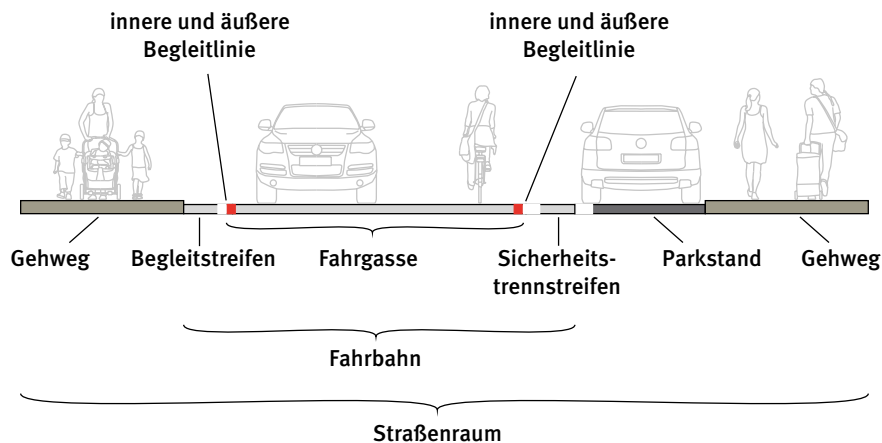 innere und äußere
Begleitlinie
innere und äußere
Begleitlinie
Gehweg
Begleitstreifen
Fahrgasse
Sicherheits-
trennstreifen
Parkstand
Gehweg
Fahrbahn
Straßenraum